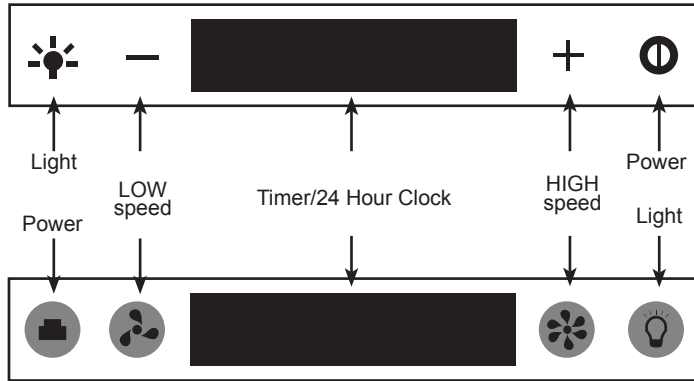 Light
Power
LOW
speed
Timer/24 Hour Clock
HIGH
speed
Power
Light